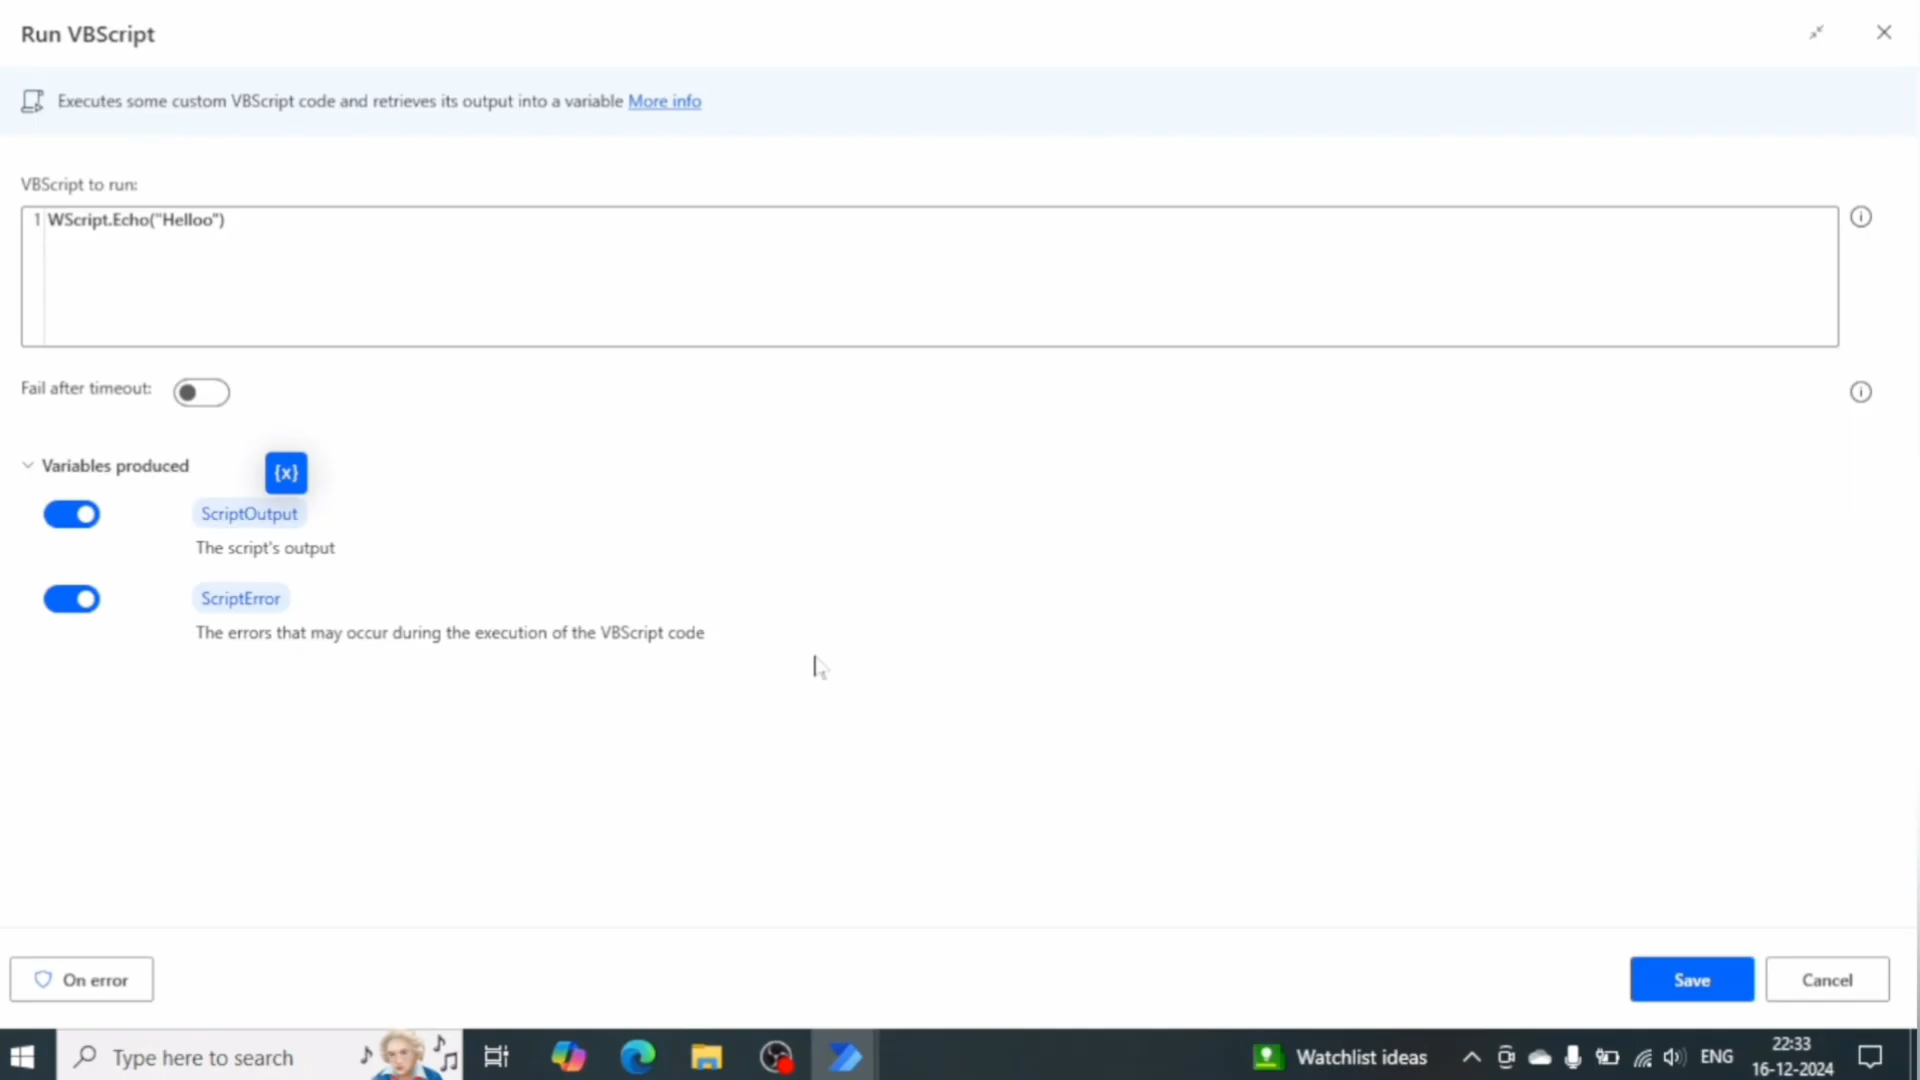 Run VBScript
Executes some custom VBScript code and retrieves its output into a variable More info
VBScript to run:
1 WScript.Echo("Helloo")
Fail after timeout:
Variables produced
{x}
ScriptOutput
The script's output
ScriptError
The errors that may occur during the execution of the VBScript code
On error
Save
Cancel
Type here to search
Watchlist ideas
ENG
22:33
16-12-2024